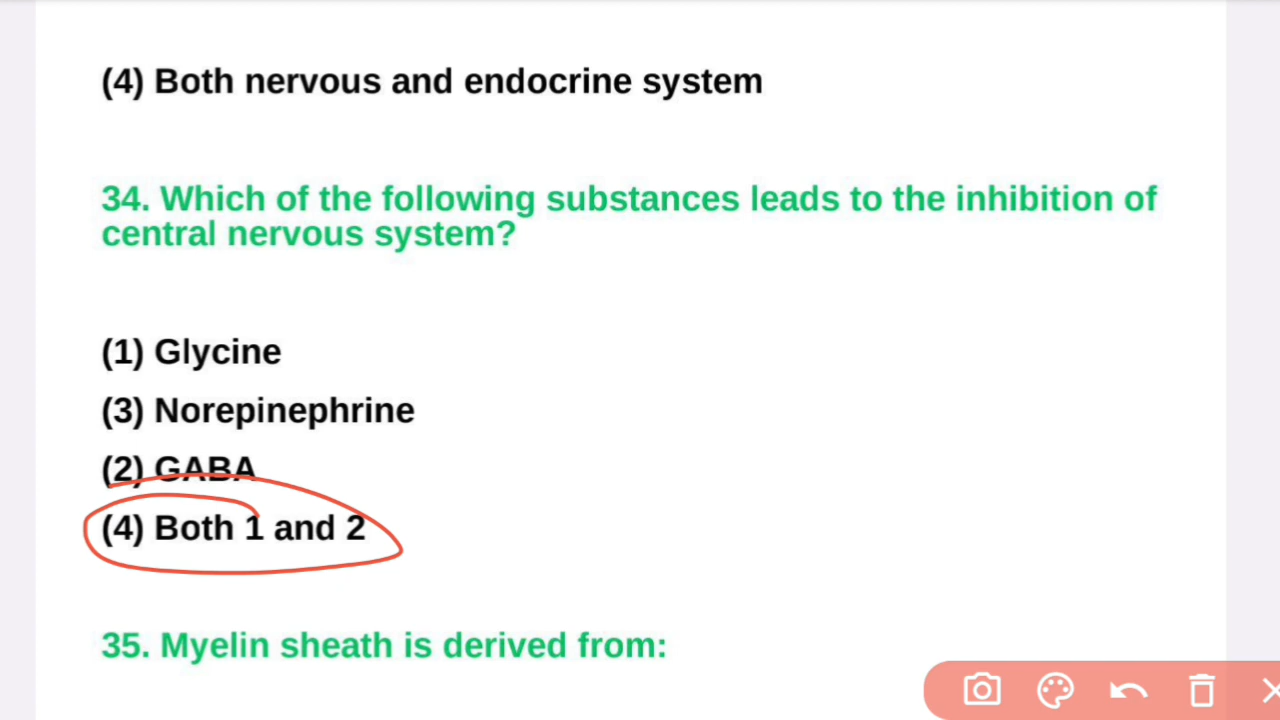 (4) Both nervous and endocrine system
34. Which of the following substances leads to the inhibition of
central nervous system?
(1) Glycine
(3) Norepinephrine
(2) GABA
(4) Both 1 and 2
35. Myelin sheath is derived from: